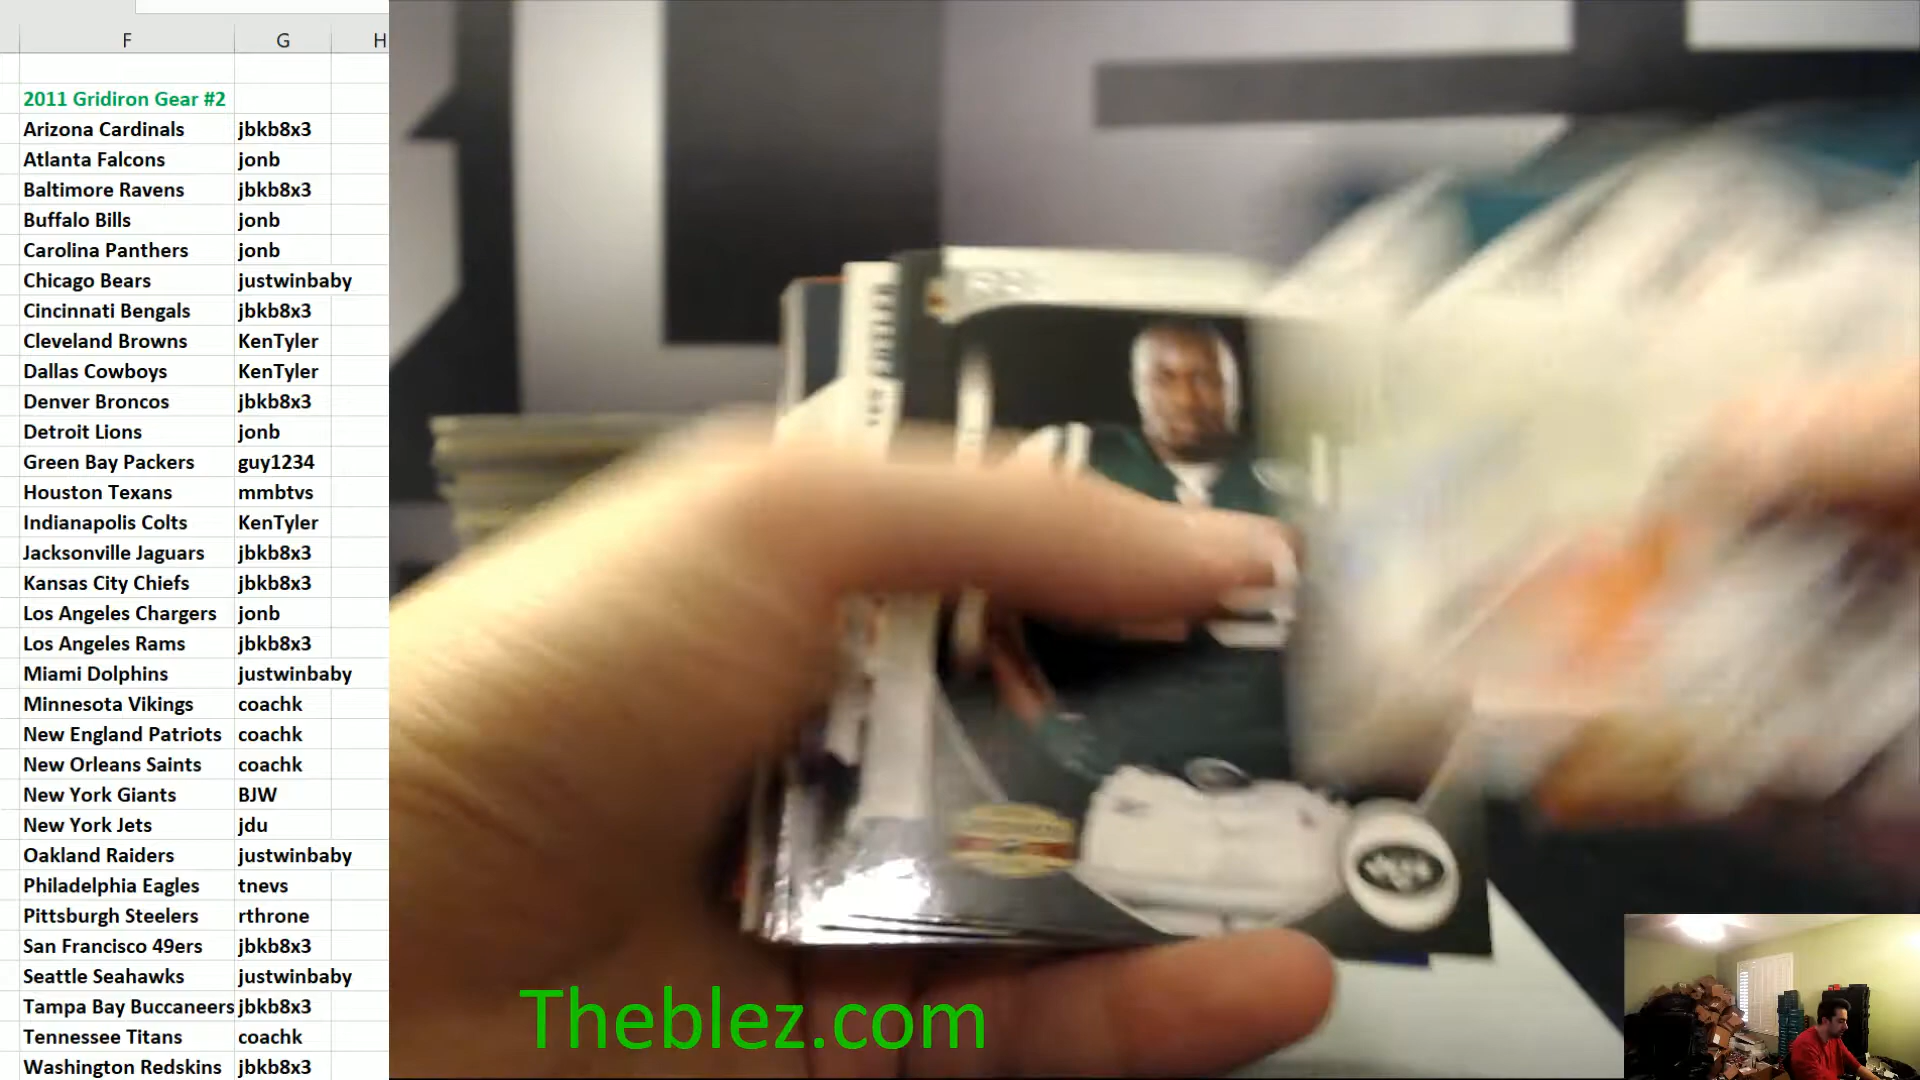 F G H
2011 Gridiron Gear #2
Arizona Cardinals jbkb8x3
Atlanta Falcons jonb
Baltimore Ravens jbkb8x3
Buffalo Bills jonb
Carolina Panthers jonb
Chicago Bears justwinbaby
Cincinnati Bengals jbkb8x3
Cleveland Browns KenTyler
Dallas Cowboys KenTyler
Denver Broncos jbkb8x3
Detroit Lions jonb
Green Bay Packers guy1234
Houston Texans mmbtvs
Indianapolis Colts KenTyler
Jacksonville Jaguars jbkb8x3
Kansas City Chiefs jbkb8x3
Los Angeles Chargers jonb
Los Angeles Rams jbkb8x3
Miami Dolphins justwinbaby
Minnesota Vikings coachk
New England Patriots coachk
New Orleans Saints coachk
New York Giants BJW
New York Jets jdu
Oakland Raiders justwinbaby
Philadelphia Eagles tnevs
Pittsburgh Steelers rthrone
San Francisco 49ers jbkb8x3
Seattle Seahawks justwinbaby
Tampa Bay Buccaneers jbkb8x3
Tennessee Titans coachk
Washington Redskins jbkb8x3
Theblez.com